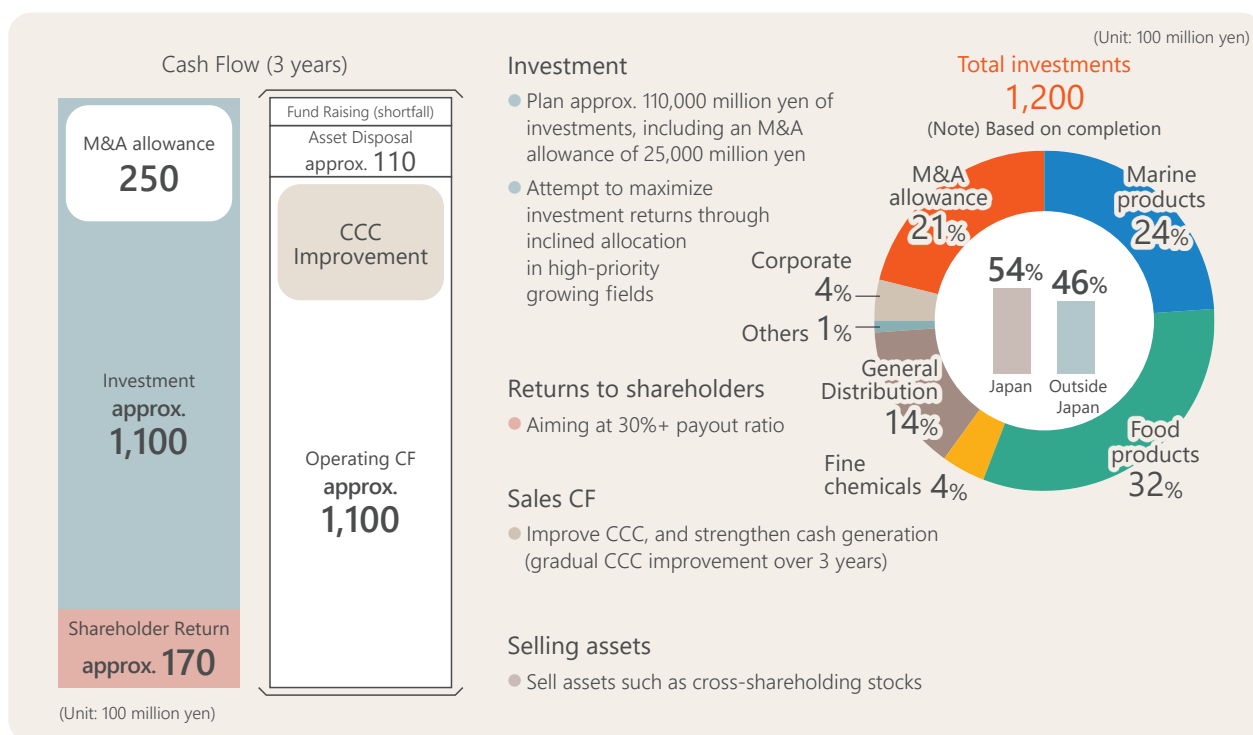 Cash Flow (3 years)
M&A allowance
250
Investment
approx.
1,100
Shareholder Return
approx. 170
(Unit: 100 million yen)
Fund Raising (shortfall)
Asset Disposal
approx. 110
CCC
Improvement
Operating CF
approx.
1,100
Investment
Plan approx. 110,000 million yen of
investments, including an M&A
allowance of 25,000 million yen
Attempt to maximize
investment returns through
inclined allocation
in high-priority
growing fields
Returns to shareholders
Aiming at 30%+ payout ratio
Sales CF
Improve CCC, and strengthen cash generation
(gradual CCC improvement over 3 years)
Selling assets
Sell assets such as cross-shareholding stocks
(Unit: 100 million yen)
Total investments
1,200
(Note) Based on completion
M&A
allowance
21%
Marine
products
24%
Corporate
4%
Others 1%
General
Distribution
14%
Fine
chemicals 4%
Food
products
32%
54%
46%
Japan
Outside
Japan